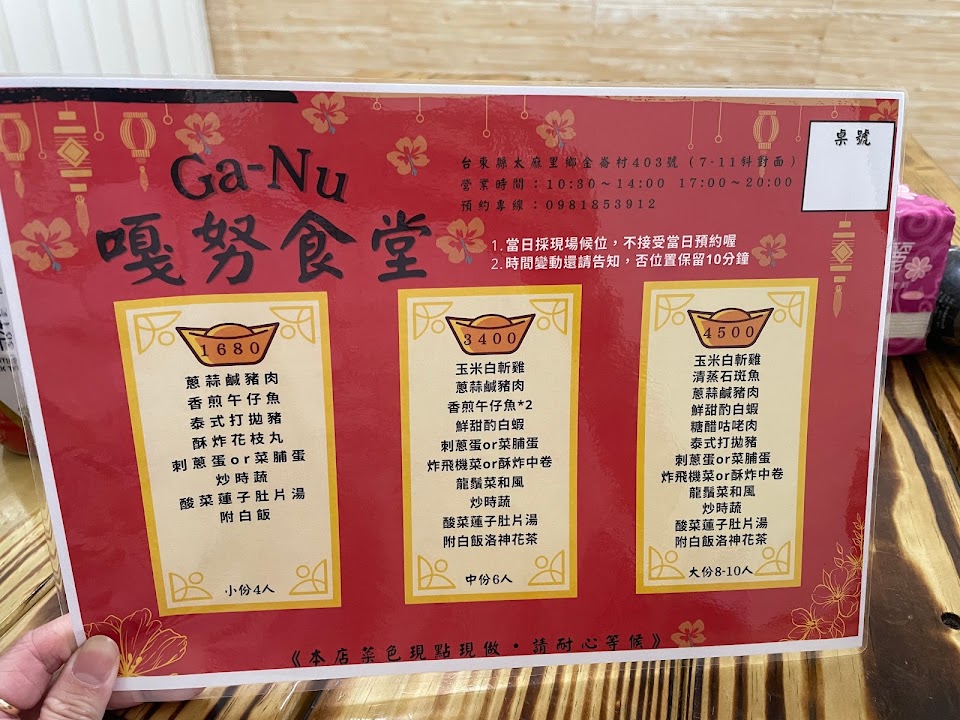 Ga-Nu
嘎努食堂
台東縣太麻里鄉金崙村403號（7-11斜對面）
營業時間：10:30～14:00 17:00～20:00
預約專線：0981853912
1. 當日採現場候位，不接受當日預約喔
2. 時間變動還請告知，否位置保留10分鐘
桌號
1680
蔥蒜鹹豬肉
香煎午仔魚
泰式打拋豬
酥炸花枝丸
刺蔥蛋or菜脯蛋
炒時蔬
酸菜蓮子肚片湯
附白飯
小份4人
3400
玉米白斬雞
蔥蒜鹹豬肉
香煎午仔魚*2
鮮甜酌白蝦
刺蔥蛋or菜脯蛋
炸飛機菜or酥炸中卷
龍鬚菜和風
炒時蔬
酸菜蓮子肚片湯
附白飯洛神花茶
中份6人
4500
玉米白斬雞
清蒸石斑魚
蔥蒜鹹豬肉
鮮甜酌白蝦
糖醋咕咾肉
泰式打拋豬
刺蔥蛋or菜脯蛋
炸飛機菜or酥炸中卷
龍鬚菜和風
炒時蔬
酸菜蓮子肚片湯
附白飯洛神花茶
大份8-10人
《本店菜色現點現做・請耐心等候》